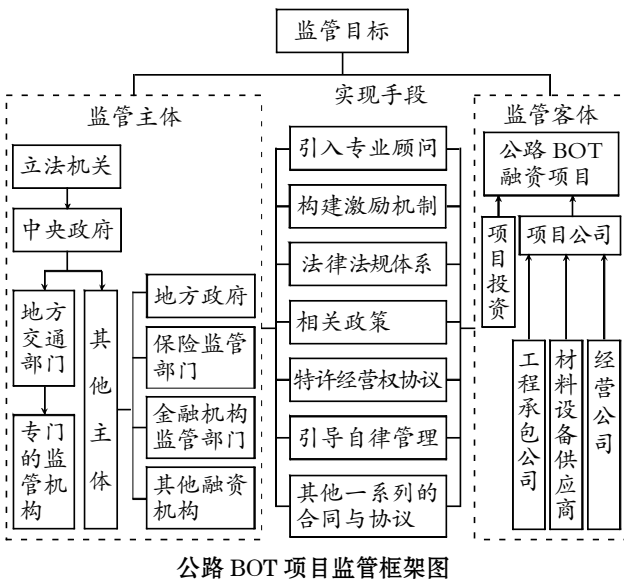 监管目标
实现手段
监管主体
立法机关
中央政府
地方
交通
部门
专门
的监
管机
构
其他主体
地方政府
保险监管
部门
金融机构
监管部门
其他融资
机构
引入专业顾问
构建激励机制
法律法规体系
相关政策
特许经营权协议
引导自律管理
其他一系列的
合同与协议
监管客体
公路 BOT
融资项目
项目投资
项目公司
工程承包公司
材料设备供应商
经营公司
公路 BOT 项目监管框架图